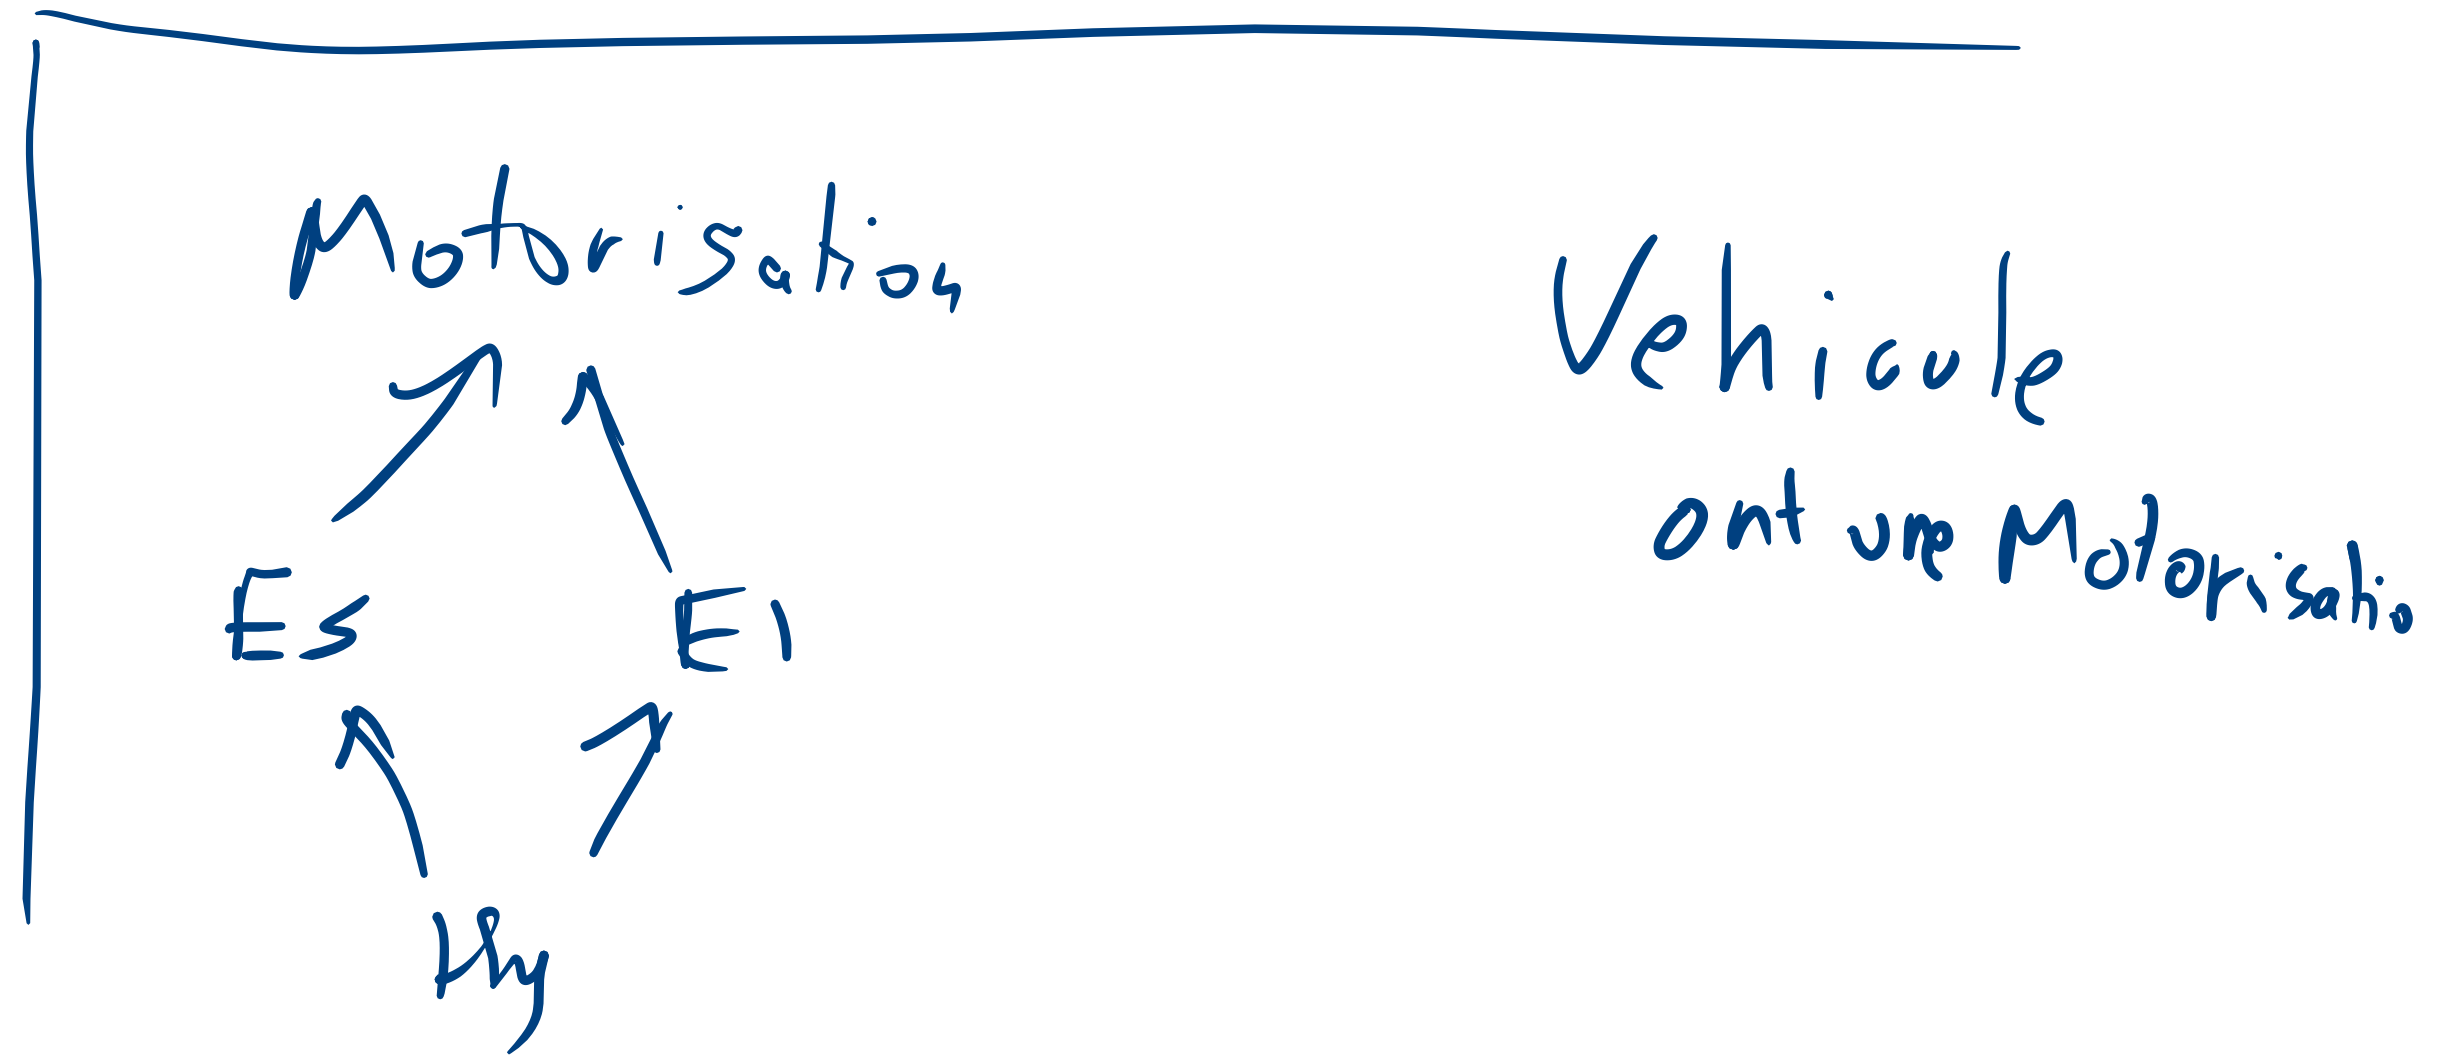 Motorisation
Vehicule
ont une Motorisatio
Es El
Hy